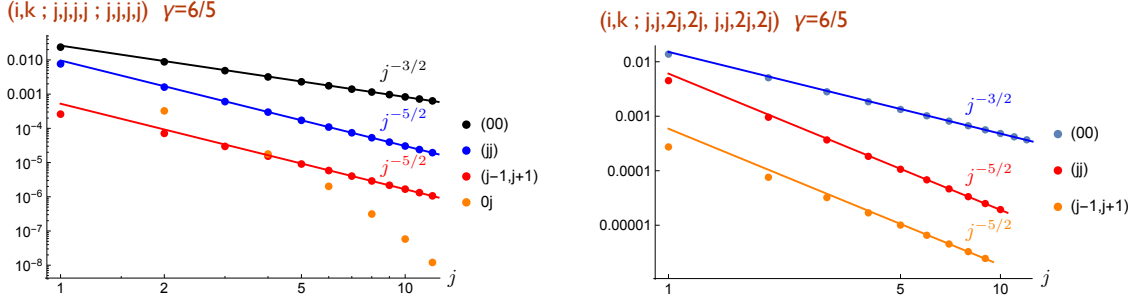 (i,k ; j,j,j,j ; j,j,j,j) γ=6/5
0.010
0.001
10⁻⁴
10⁻⁵
10⁻⁶
10⁻⁷
10⁻⁸
1
2
5
10
j
j⁻³/²
j⁻⁵/²
j⁻⁵/²
(00)
(jj)
(j−1,j+1)
0j
(i,k ; j,j,2j,2j, j,j,2j,2j) γ=6/5
0.01
0.001
0.0001
0.00001
1
5
10
j
j⁻³/²
j⁻⁵/²
j⁻⁵/²
(00)
(jj)
(j−1,j+1)